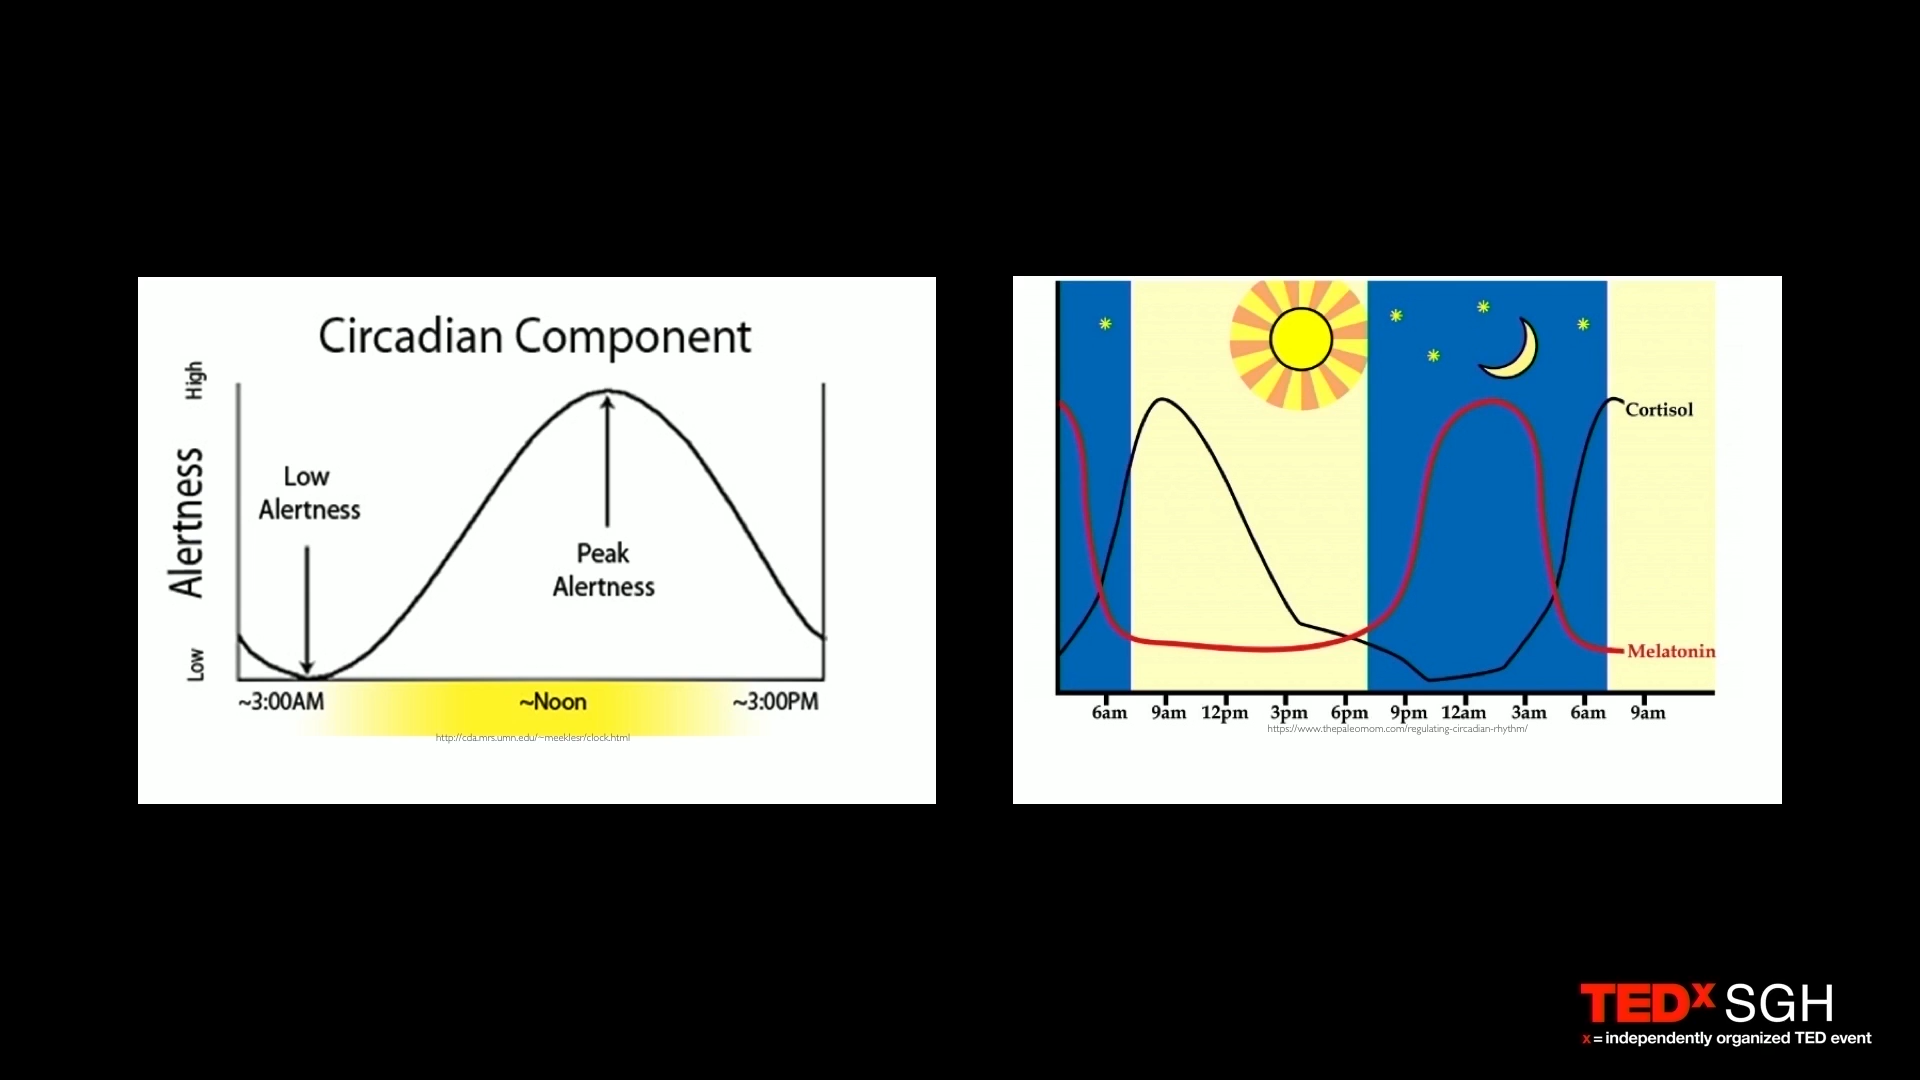 Circadian Component
High
Alertness
Low
Low
Alertness
Peak
Alertness
~3:00AM
~Noon
~3:00PM
http://cda.mrs.umn.edu/~meeklesr/clock.html
Cortisol
Melatonin
6am 9am 12pm 3pm 6pm 9pm 12am 3am 6am 9am
https://www.thepaleomom.com/regulating-circadian-rhythm/
TEDx SGH
x = independently organized TED event